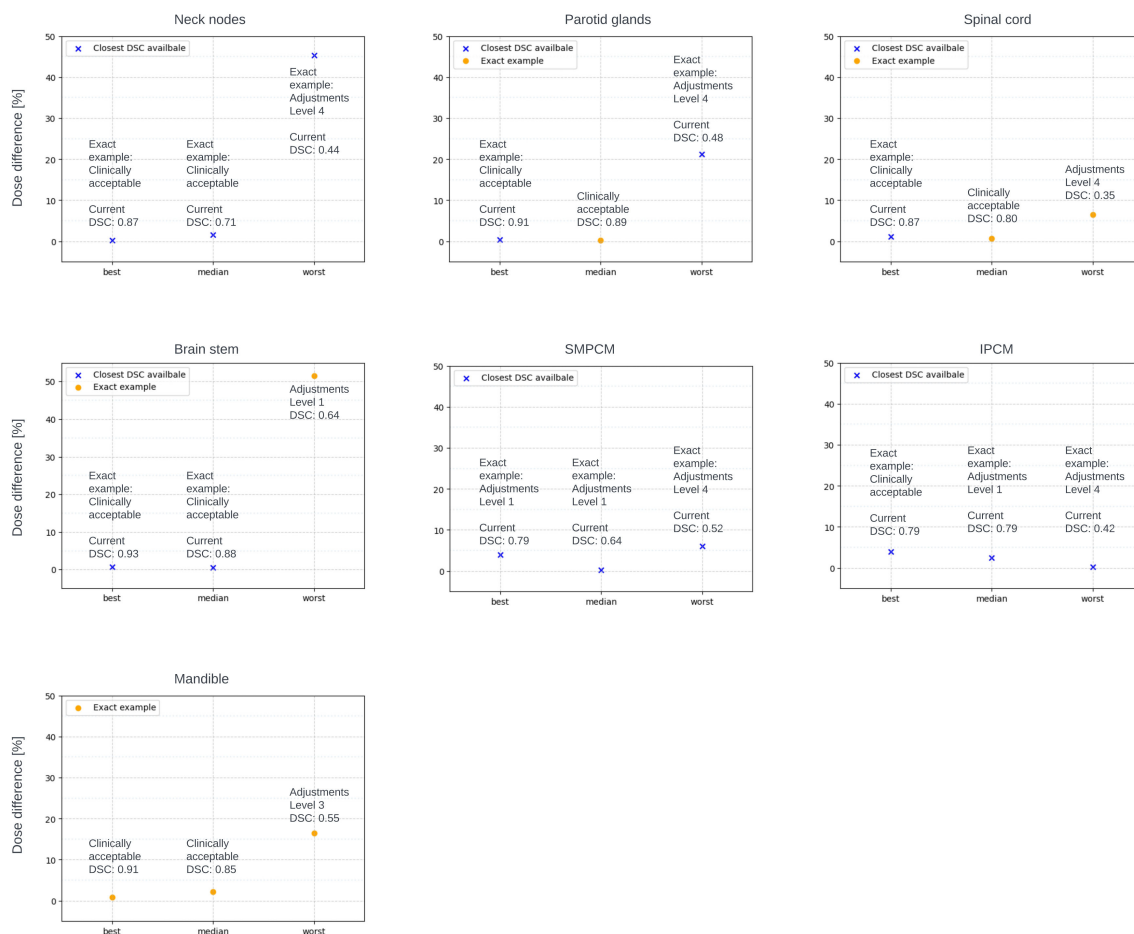 Neck nodes
Dose difference [%]
50
40
30
20
10
0
Closest DSC availbale
Exact
example:
Clinically
acceptable
Current
DSC: 0.87
Exact
example:
Clinically
acceptable
Current
DSC: 0.71
Exact
example:
Adjustments
Level 4
Current
DSC: 0.44
best
median
worst
Parotid glands
50
40
30
20
10
0
Closest DSC availbale
Exact example
Exact
example:
Clinically
acceptable
Current
DSC: 0.91
Clinically
acceptable
DSC: 0.89
Exact
example:
Adjustments
Level 4
Current
DSC: 0.48
best
median
worst
Spinal cord
50
40
30
20
10
0
Closest DSC availbale
Exact example
Exact
example:
Clinically
acceptable
Current
DSC: 0.87
Clinically
acceptable
DSC: 0.80
Adjustments
Level 4
DSC: 0.35
best
median
worst
Brain stem
Dose difference [%]
50
40
30
20
10
0
Closest DSC availbale
Exact example
Exact
example:
Clinically
acceptable
Current
DSC: 0.93
Exact
example:
Clinically
acceptable
Current
DSC: 0.88
Adjustments
Level 1
DSC: 0.64
best
median
worst
SMPCM
50
40
30
20
10
0
Closest DSC availbale
Exact
example:
Adjustments
Level 1
Current
DSC: 0.79
Exact
example:
Adjustments
Level 1
Current
DSC: 0.64
Exact
example:
Adjustments
Level 4
Current
DSC: 0.52
best
median
worst
IPCM
50
40
30
20
10
0
Closest DSC availbale
Exact
example:
Clinically
acceptable
Current
DSC: 0.79
Exact
example:
Adjustments
Level 1
Current
DSC: 0.79
Exact
example:
Adjustments
Level 4
Current
DSC: 0.42
best
median
worst
Mandible
Dose difference [%]
50
40
30
20
10
0
Exact example
Clinically
acceptable
DSC: 0.91
Clinically
acceptable
DSC: 0.85
Adjustments
Level 3
DSC: 0.55
best
median
worst